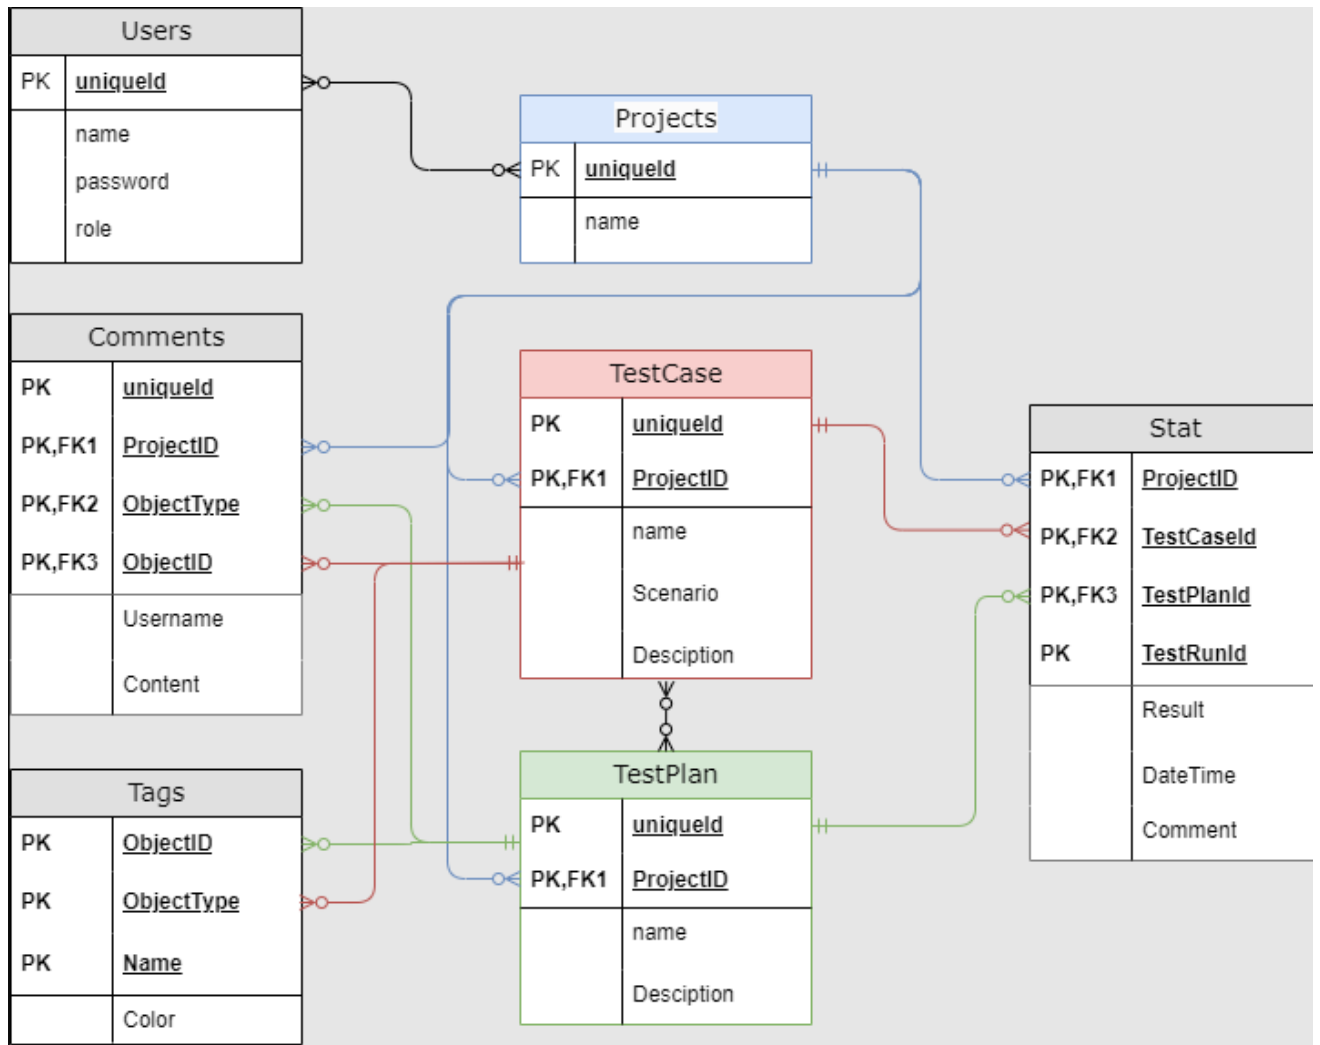 Users
PK uniqueId
name
password
role
Projects
PK uniqueId
name
Comments
PK uniqueId
PK,FK1 ProjectID
PK,FK2 ObjectType
PK,FK3 ObjectID
Username
Content
TestCase
PK uniqueId
PK,FK1 ProjectID
name
Scenario
Desciption
Stat
PK,FK1 ProjectID
PK,FK2 TestCaseId
PK,FK3 TestPlanId
PK TestRunId
Result
DateTime
Comment
Tags
PK ObjectID
PK ObjectType
PK Name
Color
TestPlan
PK uniqueId
PK,FK1 ProjectID
name
Desciption